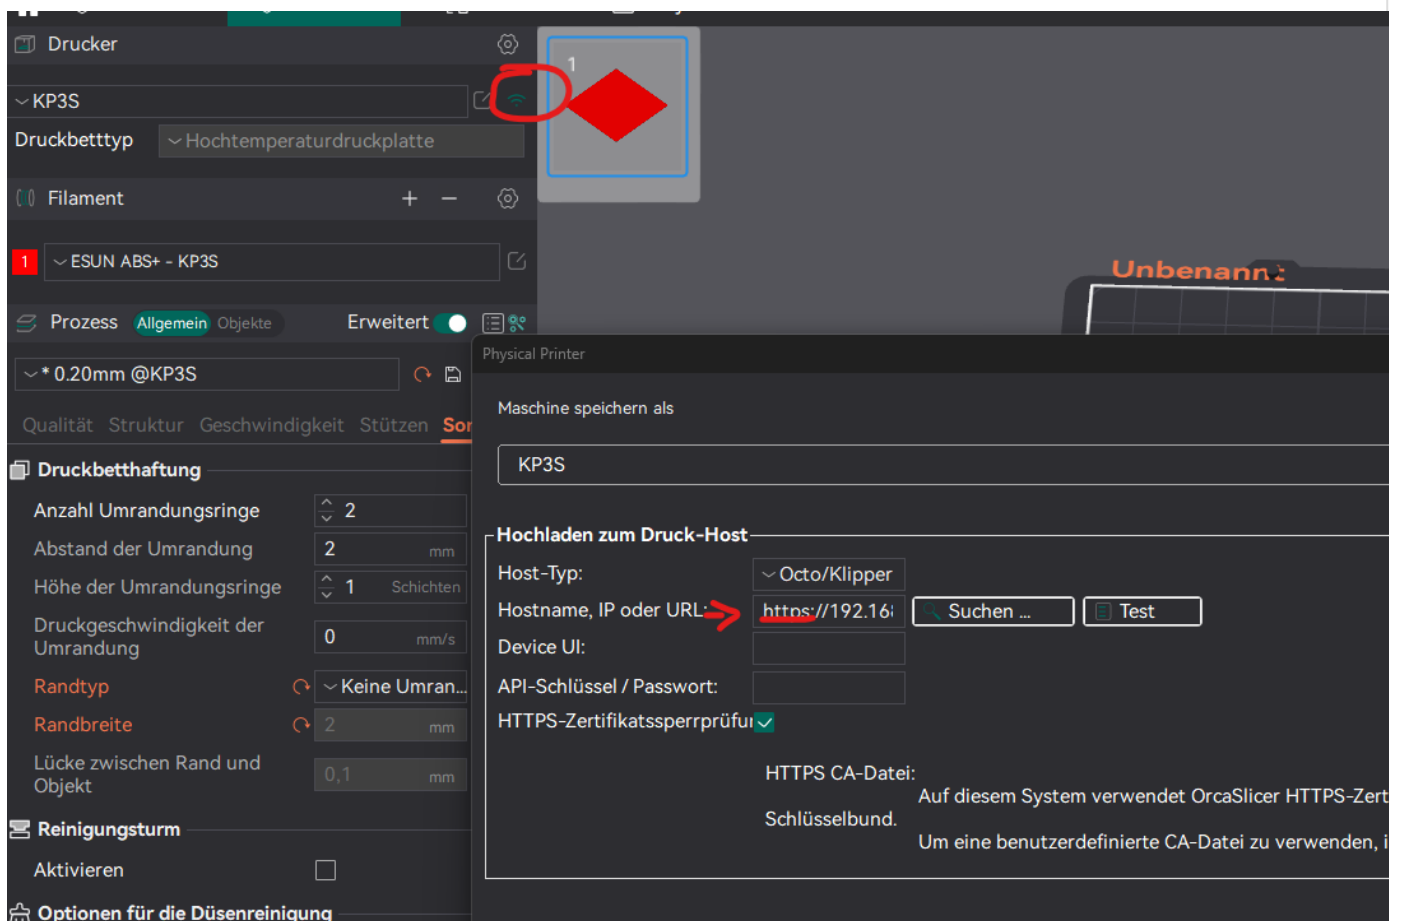 Drucker
1
KP3S
Druckbetttyp
Hochtemperaturdruckplatte
Filament
1
ESUN ABS+ - KP3S
Unbenannt
Prozess Allgemein Objekte Erweitert
* 0.20mm @KP3S
Qualität Struktur Geschwindigkeit Stützen Sor
Druckbetthaftung
Anzahl Umrandungsringe 2
Abstand der Umrandung 2 mm
Höhe der Umrandungsringe 1 Schichten
Druckgeschwindigkeit der
Umrandung 0 mm/s
Randtyp Keine Umran...
Randbreite 2 mm
Lücke zwischen Rand und
Objekt 0,1 mm
Reinigungsturm
Aktivieren
Optionen für die Düsenreinigung
Physical Printer
Maschine speichern als
KP3S
Hochladen zum Druck-Host
Host-Typ: Octo/Klipper
Hostname, IP oder URL: https://192.168 Suchen ... Test
Device UI:
API-Schlüssel / Passwort:
HTTPS-Zertifikatssperrprüfu
HTTPS CA-Datei:
Auf diesem System verwendet OrcaSlicer HTTPS-Zert
Schlüsselbund.
Um eine benutzerdefinierte CA-Datei zu verwenden, i